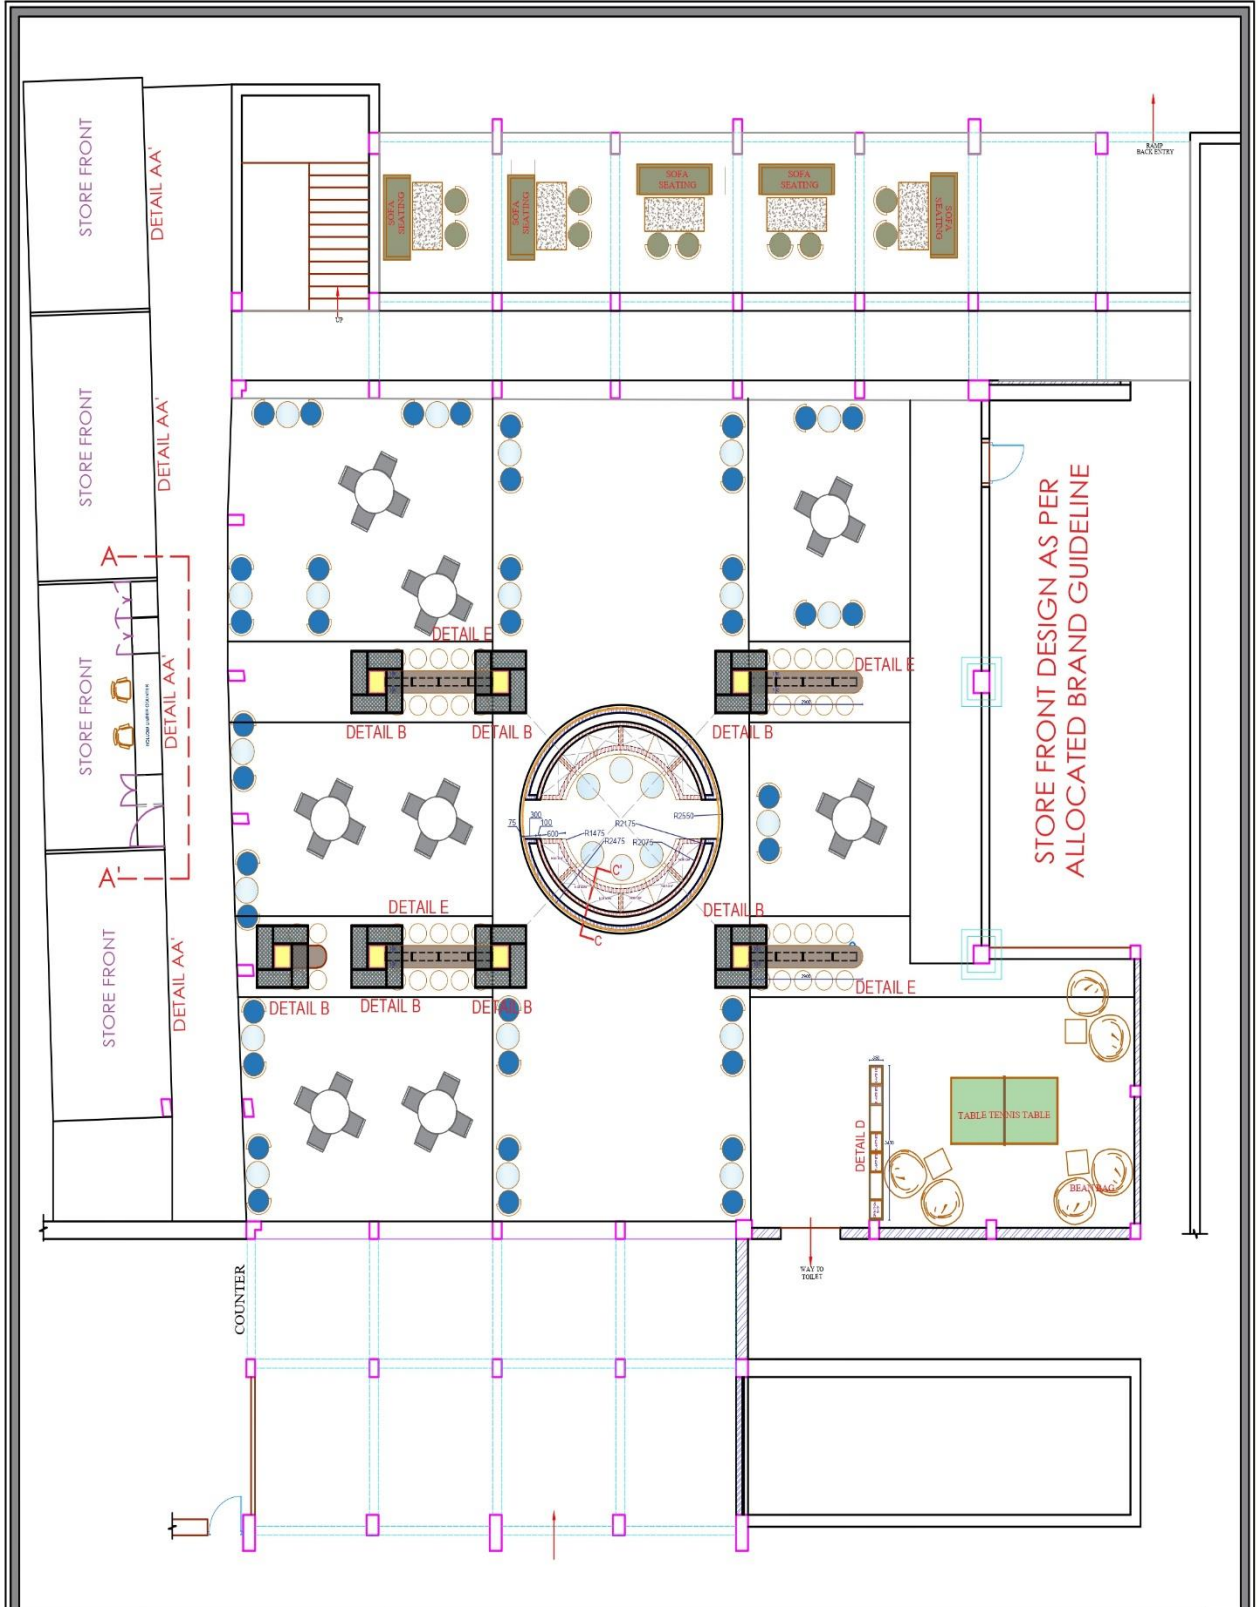 STORE FRONT
DETAIL AA'
RAMP
BACK ENTRY
SOFA
SEATING
SOFA
SEATING
SOFA
SEATING
SOFA
SEATING
SOFA
SEATING
UP
STORE FRONT
DETAIL AA'
STORE FRONT DESIGN AS PER
ALLOCATED BRAND GUIDELINE
A
DETAIL E
DETAIL E
STORE FRONT
DETAIL AA'
2900
DETAIL B
DETAIL B
DETAIL B
75
300
100
600
R1475
R2475
R2175
R2075
R2550
A'
C'
C
DETAIL E
DETAIL B
2900
DETAIL E
DETAIL B
DETAIL B
DETAIL B
STORE FRONT
DETAIL AA'
DETAIL D
TABLE TENNIS TABLE
BEAN BAG
WAY TO
TOILET
COUNTER